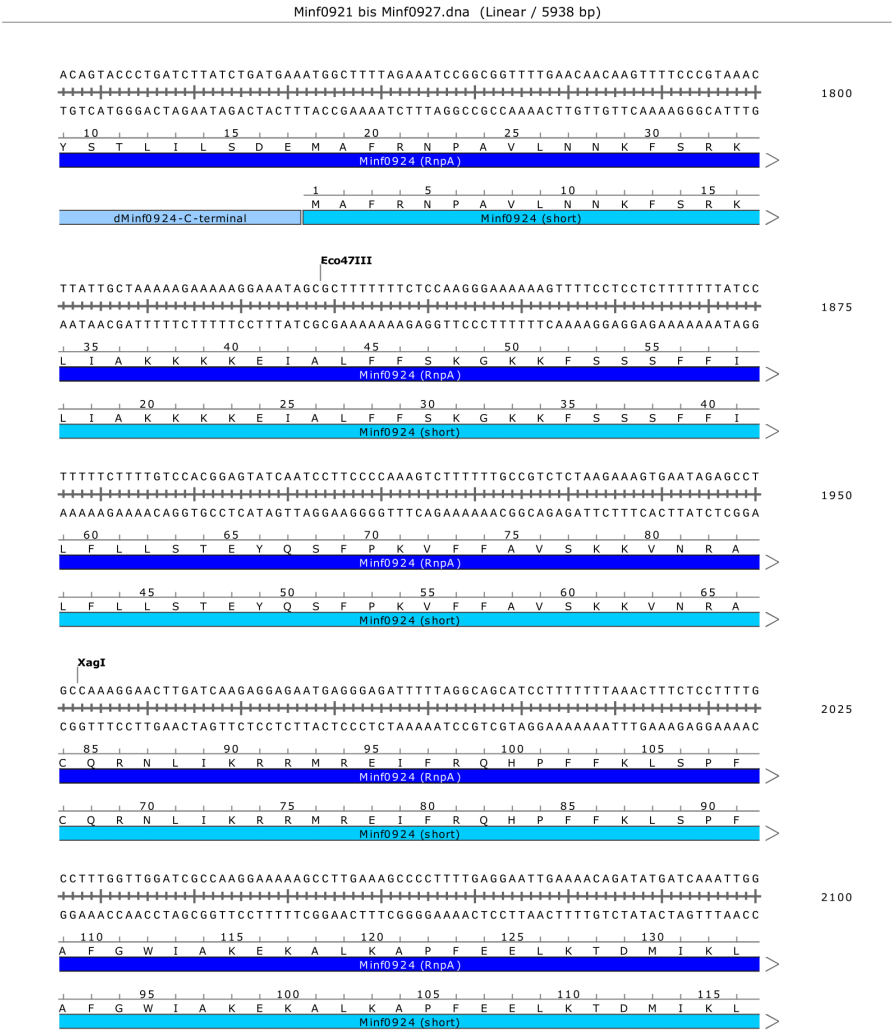 Minf0921 bis Minf0927.dna (Linear / 5938 bp)
ACAGTACCCTGATCTTATCTGATGAAATGGCTTTTAGAAATCCGGCGGTTTTGAACAACAAGTTTTCCCGTAAAC
1800
TGTCATGGGACTAGAATAGACTACTTTACCGAAAATCTTTAGGCCGCCAAAACTTGTTGTTCAAAAGGGCATTTG
10 15 20 25 30
Y S T L I L S D E M A F R N P A V L N N K F S R K
Minf0924 (RnpA)
1 5 10 15
M A F R N P A V L N N K F S R K
dMinf0924-C-terminal Minf0924 (short)
Eco47III
TTATTGCTAAAAAGAAAAAGGAAATAGCGCTTTTTTTCTCCAAGGGAAAAAAGTTTTCCTCCTCTTTTTTTATCC
1875
AATAACGATTTTTCTTTTTCCTTTATCGCGAAAAAAAGAGGTTCCCTTTTTTCAAAAGGAGGAGAAAAAAATAGG
35 40 45 50 55
L I A K K K K E I A L F F S K G K K F S S S F F I
Minf0924 (RnpA)
20 25 30 35 40
L I A K K K K E I A L F F S K G K K F S S S F F I
Minf0924 (short)
TTTTTCTTTTGTCCACGGAGTATCAATCCTTCCCCAAAGTCTTTTTTGCCGTCTCTAAGAAAGTGAATAGAGCCT
1950
AAAAAGAAAACAGGTGCCTCATAGTTAGGAAGGGGTTTCAGAAAAAACGGCAGAGATTCTTTCACTTATCTCGGA
60 65 70 75 80
L F L L S T E Y Q S F P K V F F A V S K K V N R A
Minf0924 (RnpA)
45 50 55 60 65
L F L L S T E Y Q S F P K V F F A V S K K V N R A
Minf0924 (short)
XagI
GCCAAAGGAACTTGATCAAGAGGAGAATGAGGGAGATTTTTAGGCAGCATCCTTTTTTTAAACTTTCTCCTTTTG
2025
CGGTTTCCTTGAACTAGTTCTCCTCTTACTCCCTCTAAAAATCCGTCGTAGGAAAAAAATTTGAAAGAGGAAAAC
85 90 95 100 105
C Q R N L I K R R M R E I F R Q H P F F K L S P F
Minf0924 (RnpA)
70 75 80 85 90
C Q R N L I K R R M R E I F R Q H P F F K L S P F
Minf0924 (short)
CCTTTGGTTGGATCGCCAAGGAAAAAGCCTTGAAAGCCCCTTTTGAGGAATTGAAAACAGATATGATCAAATTGG
2100
GGAAACCAACCTAGCGGTTCCTTTTTCGGAACTTTCGGGGAAAACTCCTTAACTTTTGTCTATACTAGTTTAACC
110 115 120 125 130
A F G W I A K E K A L K A P F E E L K T D M I K L
Minf0924 (RnpA)
95 100 105 110 115
A F G W I A K E K A L K A P F E E L K T D M I K L
Minf0924 (short)